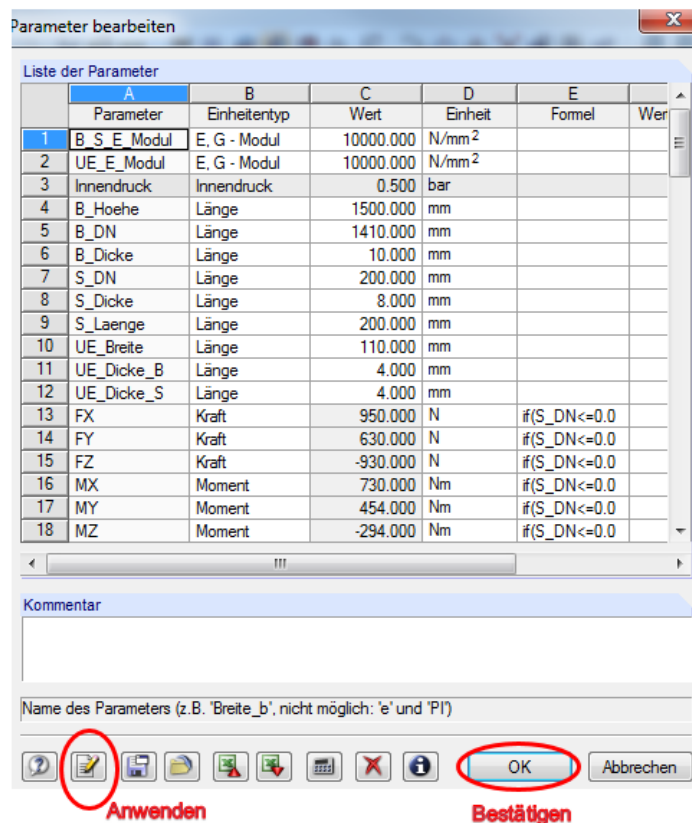 Parameter bearbeiten
Liste der Parameter
A B C D E
Parameter Einheitentyp Wert Einheit Formel Wer
1 B_S_E_Modul E, G - Modul 10000.000 N/mm2
2 UE_E_Modul E, G - Modul 10000.000 N/mm2
3 Innendruck Innendruck 0.500 bar
4 B_Hoehe Länge 1500.000 mm
5 B_DN Länge 1410.000 mm
6 B_Dicke Länge 10.000 mm
7 S_DN Länge 200.000 mm
8 S_Dicke Länge 8.000 mm
9 S_Laenge Länge 200.000 mm
10 UE_Breite Länge 110.000 mm
11 UE_Dicke_B Länge 4.000 mm
12 UE_Dicke_S Länge 4.000 mm
13 FX Kraft 950.000 N if(S_DN<=0.0
14 FY Kraft 630.000 N if(S_DN<=0.0
15 FZ Kraft -930.000 N if(S_DN<=0.0
16 MX Moment 730.000 Nm if(S_DN<=0.0
17 MY Moment 454.000 Nm if(S_DN<=0.0
18 MZ Moment -294.000 Nm if(S_DN<=0.0
Kommentar
Name des Parameters (z.B. 'Breite_b', nicht möglich: 'e' und 'PI')
OK Abbrechen
Anwenden Bestätigen